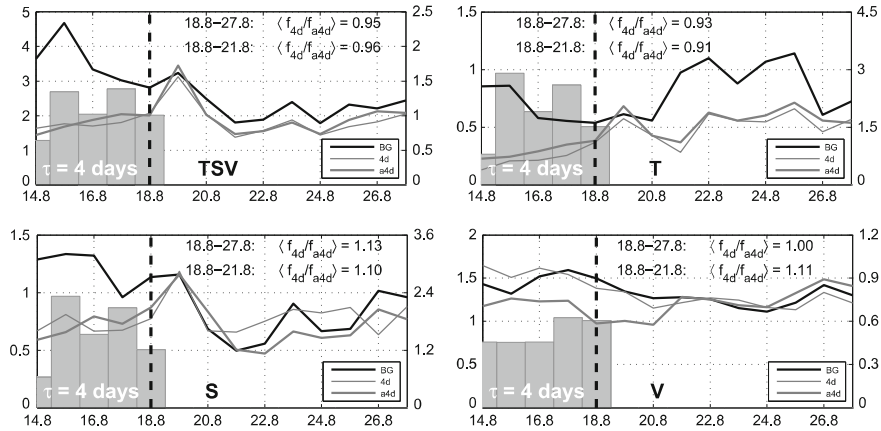 5
4
3
2
1
0
2.5
2
1.5
1
0.5
0
18.8−27.8: ⟨ f4d/fa4d⟩ = 0.95
18.8−21.8: ⟨ f4d/fa4d⟩ = 0.96
τ = 4 days
TSV
BG
4d
a4d
14.8 16.8 18.8 20.8 22.8 24.8 26.8
1.5
1
0.5
0
4.5
3
1.5
0
18.8−27.8: ⟨ f4d/fa4d⟩ = 0.93
18.8−21.8: ⟨ f4d/fa4d⟩ = 0.91
τ = 4 days
T
BG
4d
a4d
14.8 16.8 18.8 20.8 22.8 24.8 26.8
1.5
1
0.5
0
3.6
2.4
1.2
0
18.8−27.8: ⟨ f4d/fa4d⟩ = 1.13
18.8−21.8: ⟨ f4d/fa4d⟩ = 1.10
τ = 4 days
S
BG
4d
a4d
14.8 16.8 18.8 20.8 22.8 24.8 26.8
2
1.5
1
0.5
0
1.2
0.9
0.6
0.3
0
18.8−27.8: ⟨ f4d/fa4d⟩ = 1.00
18.8−21.8: ⟨ f4d/fa4d⟩ = 1.11
τ = 4 days
V
BG
4d
a4d
14.8 16.8 18.8 20.8 22.8 24.8 26.8